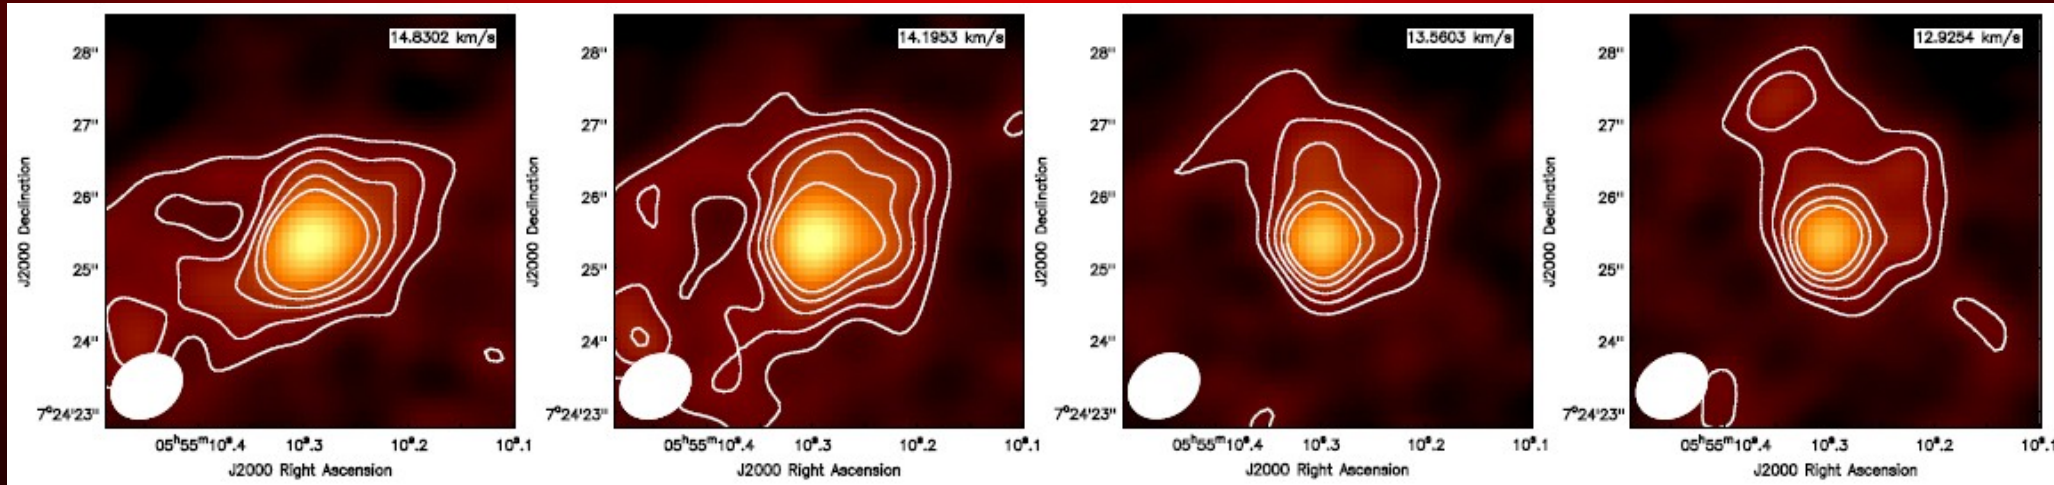 14.8302 km/s
28"
27"
26"
25"
24"
7°24'23"
J2000 Declination
05ʰ55ᵐ10ˢ.4 10ˢ.3 10ˢ.2 10ˢ.1
J2000 Right Ascension
14.1953 km/s
28"
27"
26"
25"
24"
7°24'23"
J2000 Declination
05ʰ55ᵐ10ˢ.4 10ˢ.3 10ˢ.2 10ˢ.1
J2000 Right Ascension
13.5603 km/s
28"
27"
26"
25"
24"
7°24'23"
J2000 Declination
05ʰ55ᵐ10ˢ.4 10ˢ.3 10ˢ.2 10ˢ.1
J2000 Right Ascension
12.9254 km/s
28"
27"
26"
25"
24"
7°24'23"
J2000 Declination
05ʰ55ᵐ10ˢ.4 10ˢ.3 10ˢ.2 10ˢ.1
J2000 Right Ascension